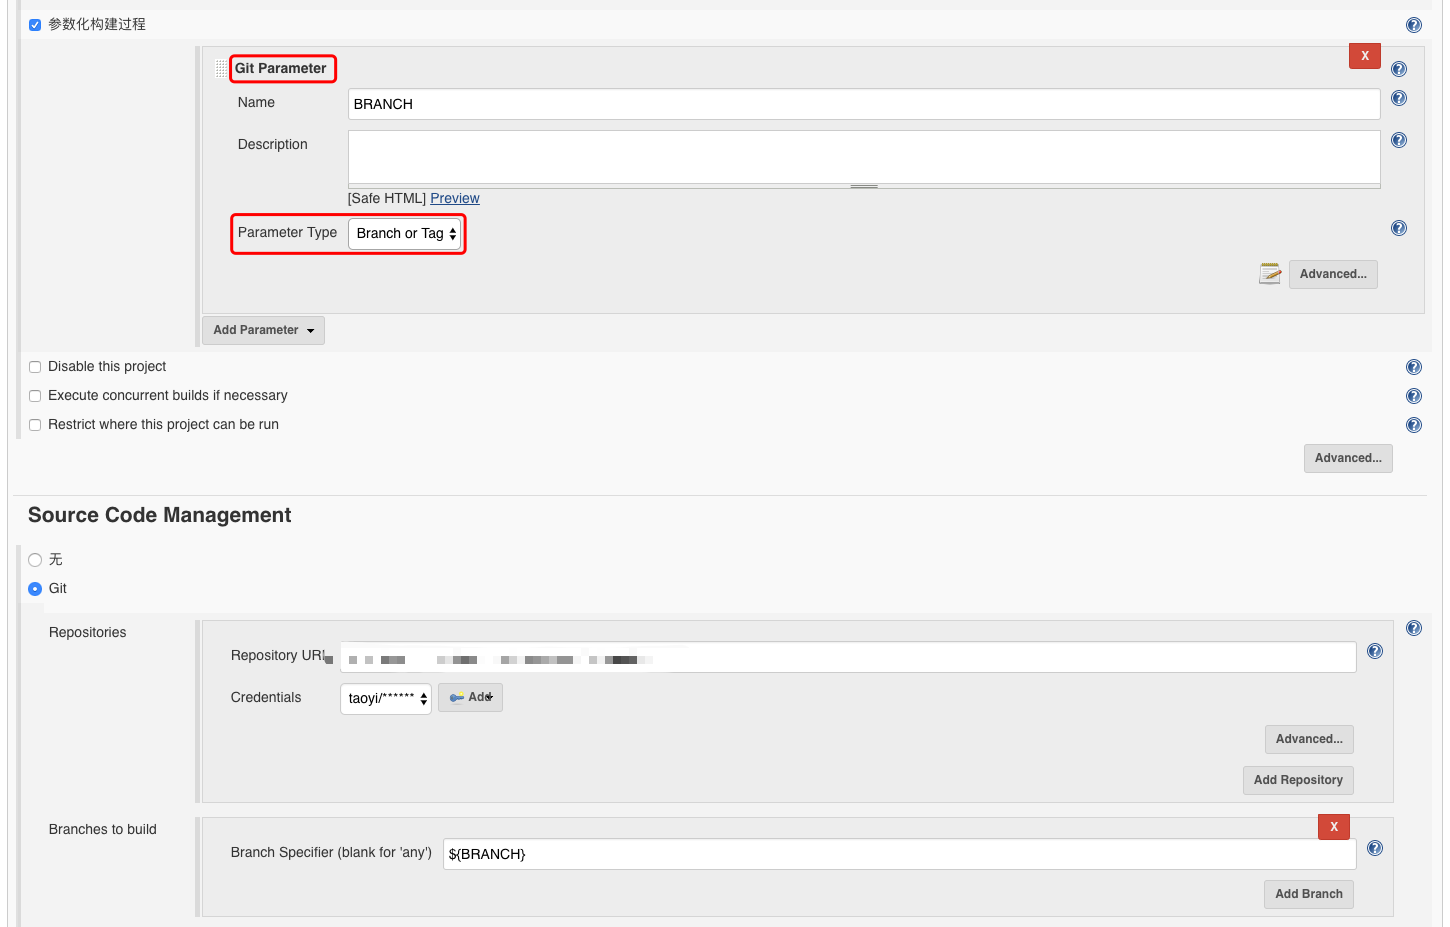 参数化构建过程
X
Git Parameter
Name
BRANCH
Description
[Safe HTML] Preview
Parameter Type
Branch or Tag
Advanced...
Add Parameter
Disable this project
Execute concurrent builds if necessary
Restrict where this project can be run
Advanced...
Source Code Management
无
Git
Repositories
Repository URL
Credentials
taoyi/******
Add
Advanced...
Add Repository
Branches to build
X
Branch Specifier (blank for 'any')
${BRANCH}
Add Branch